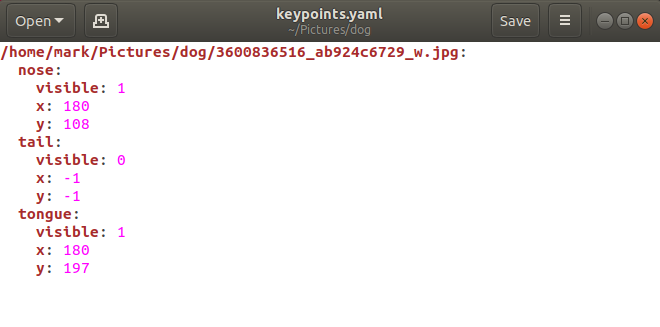 Open
keypoints.yaml
~/Pictures/dog
Save
/home/mark/Pictures/dog/3600836516_ab924c6729_w.jpg:
  nose:
    visible: 1
    x: 180
    y: 108
  tail:
    visible: 0
    x: -1
    y: -1
  tongue:
    visible: 1
    x: 180
    y: 197